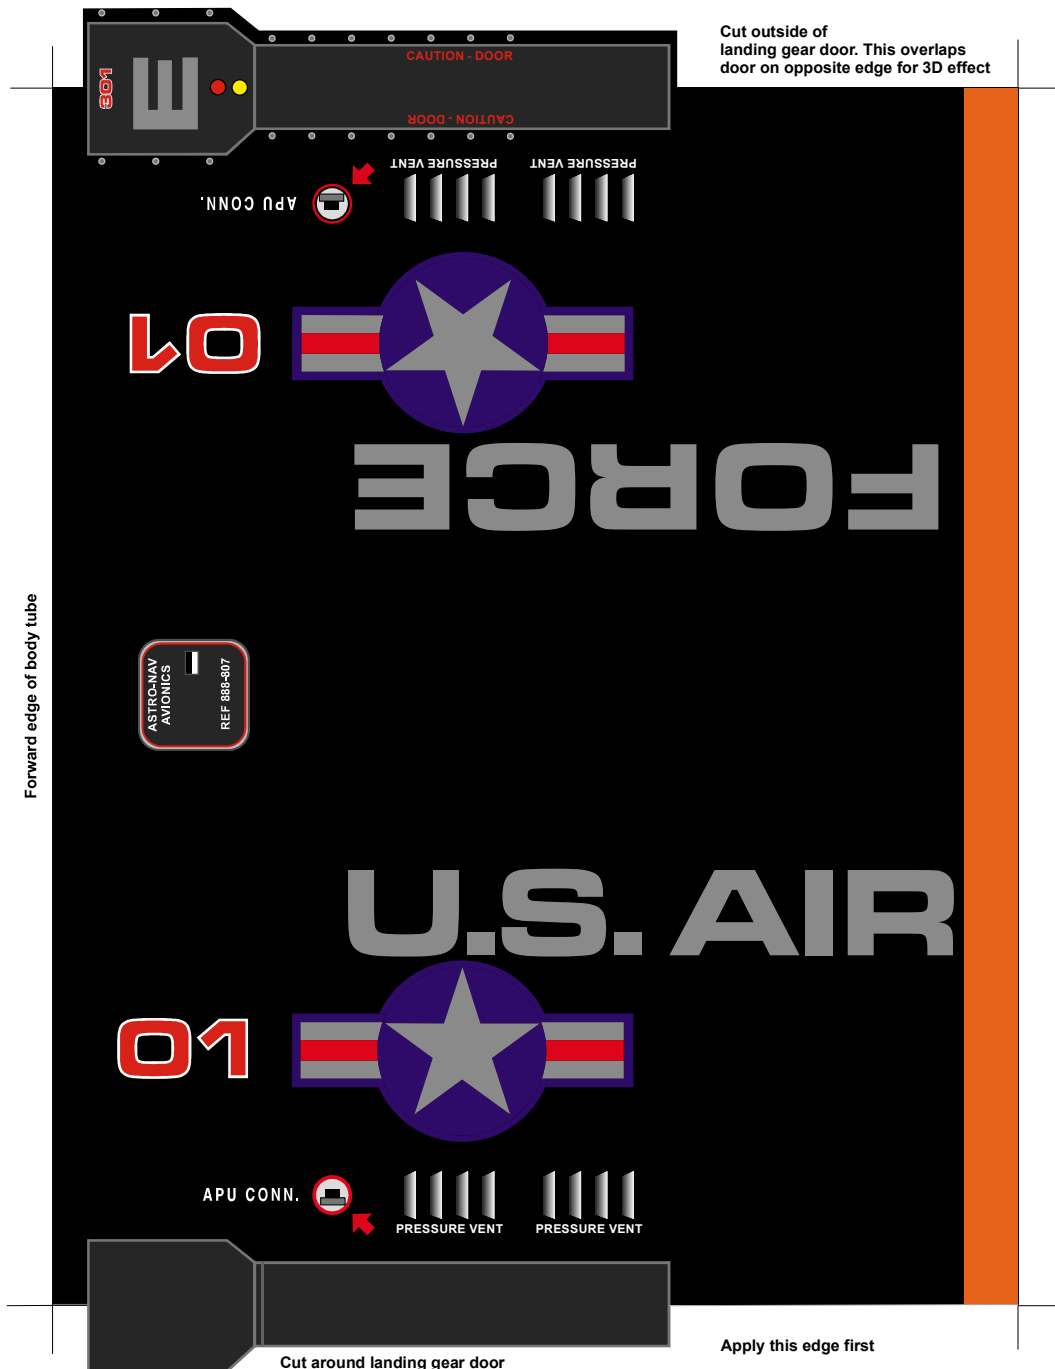 Cut outside of
landing gear door. This overlaps
door on opposite edge for 3D effect
301
E
CAUTION - DOOR
CAUTION - DOOR
PRESSURE VENT
PRESSURE VENT
APU CONN.
01
FORCE
Forward edge of body tube
ASTRO-NAV
AVIONICS
REF 888-807
U.S. AIR
01
APU CONN.
PRESSURE VENT
PRESSURE VENT
Apply this edge first
Cut around landing gear door